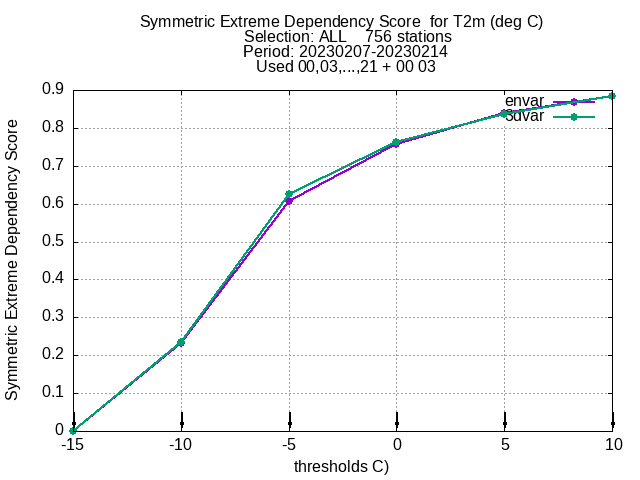 Symmetric Extreme Dependency Score  for T2m (deg C)
Selection: ALL    756 stations
Period: 20230207-20230214
Used 00,03,...,21 + 00 03
Symmetric Extreme Dependency Score
0.9
0.8
0.7
0.6
0.5
0.4
0.3
0.2
0.1
0
envar
3dvar
-15 -10 -5 0 5 10
thresholds C)